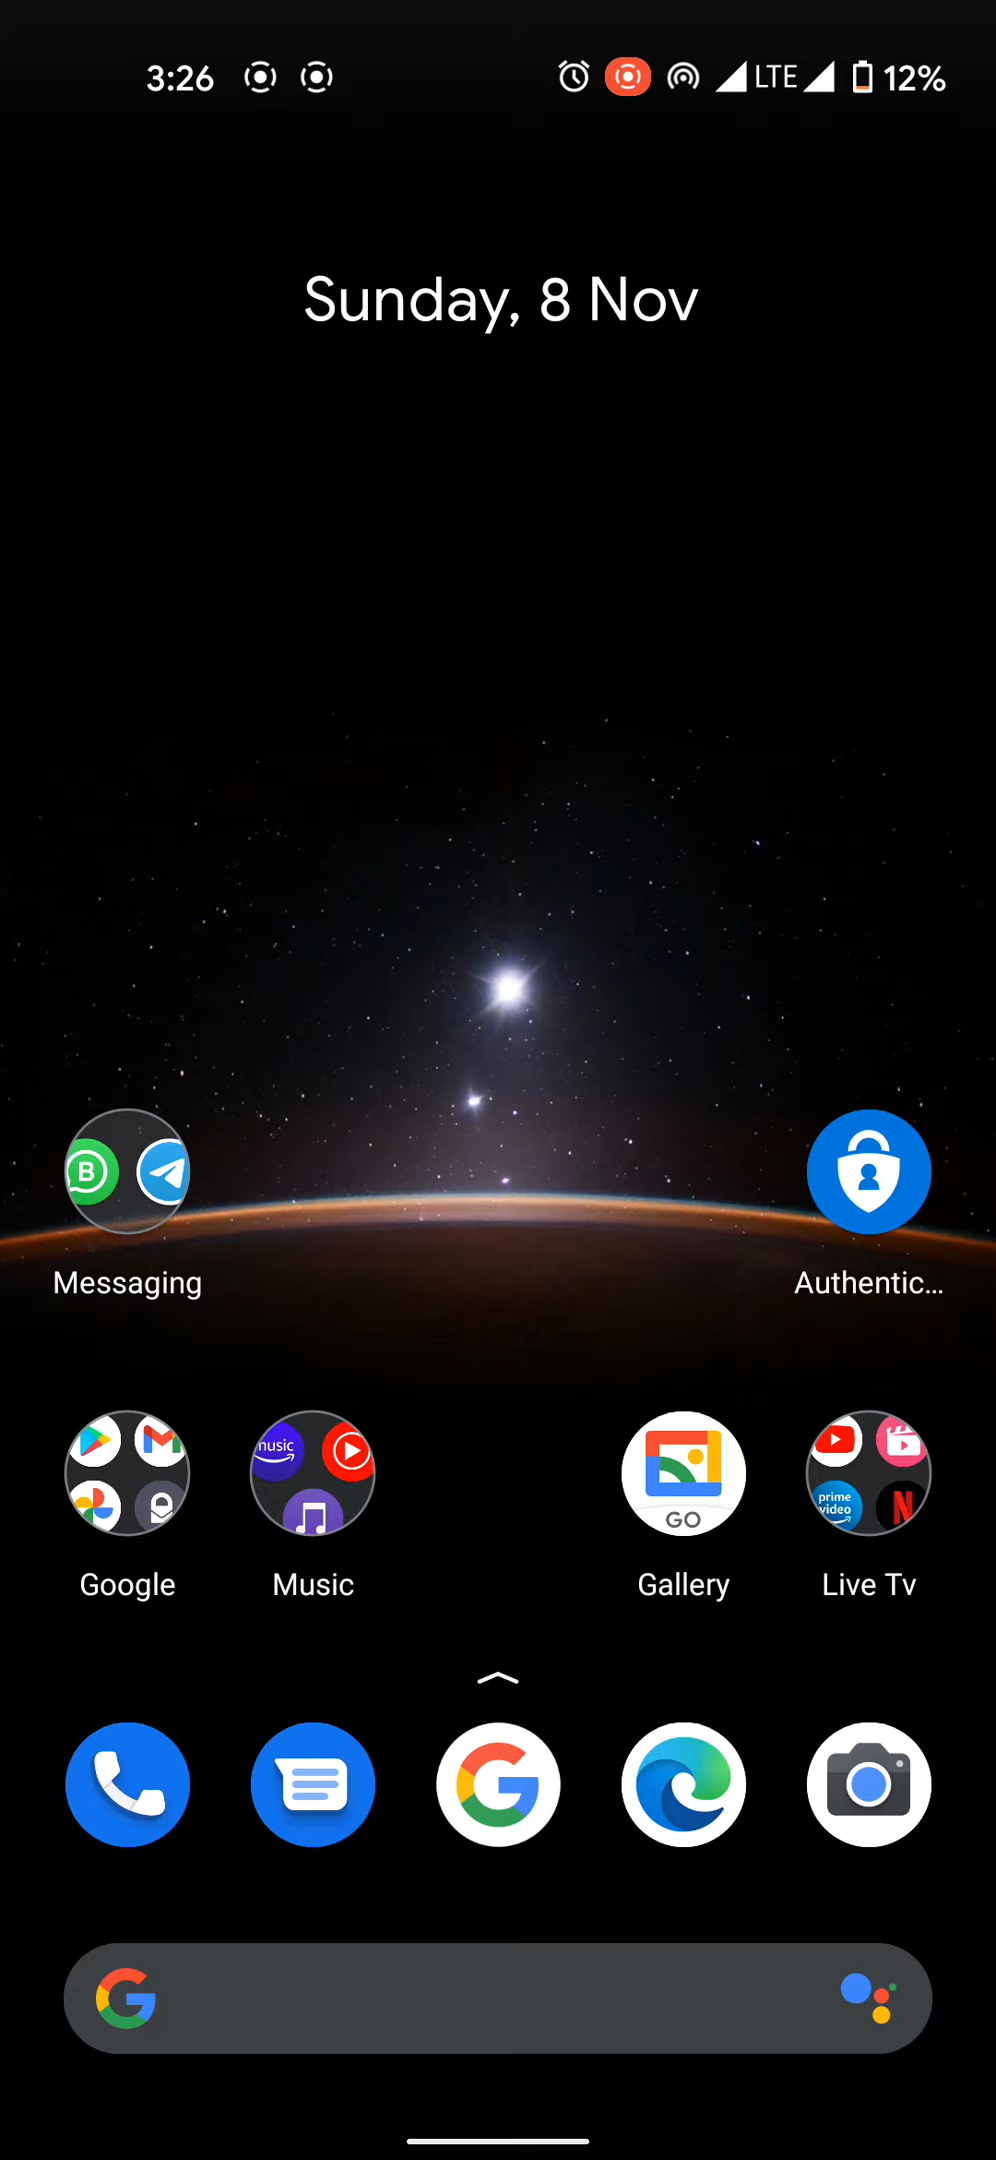 3:26 LTE 12%
Sunday, 8 Nov
B
Messaging
Authentic...
music
GO
prime video
N
Google
Music
Gallery
Live Tv
G
G